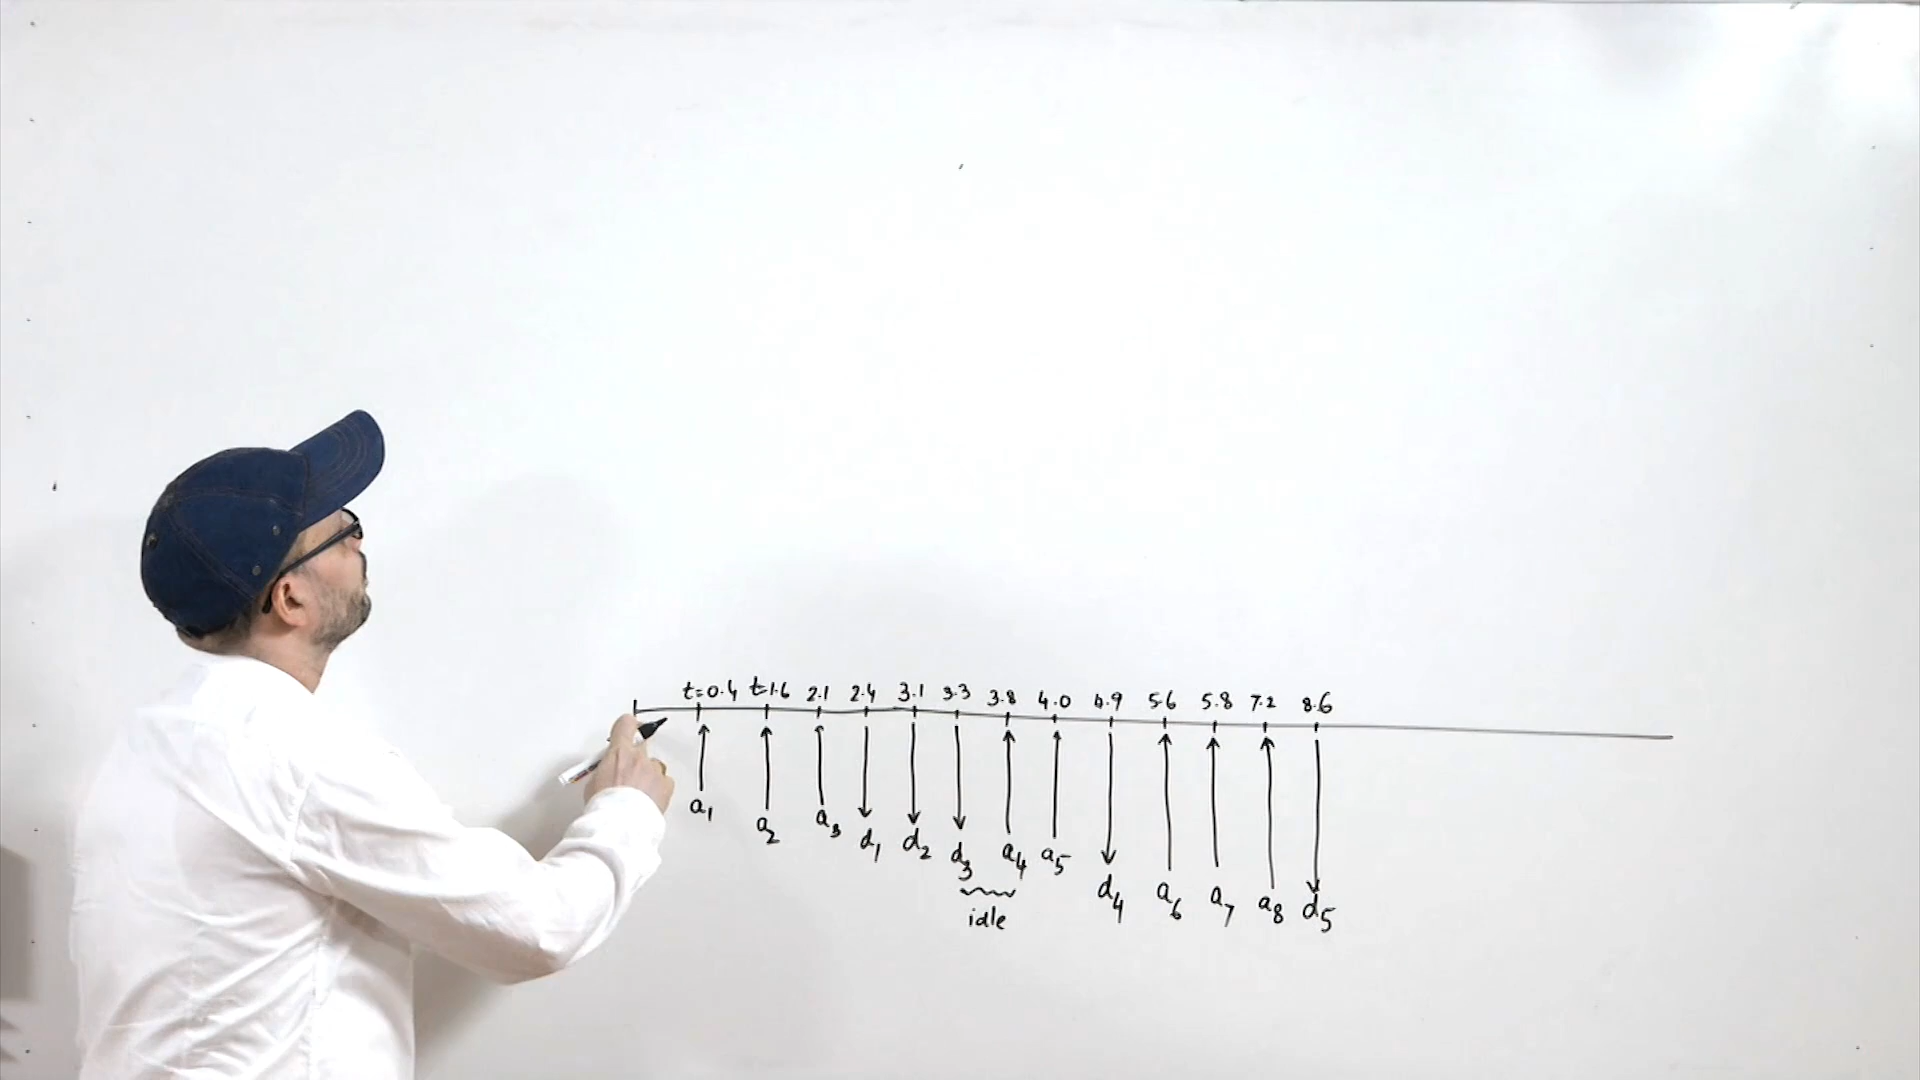 t=0.4 t=1.6 2.1 2.4 3.1 3.3 3.8 4.0 4.9 5.6 5.8 7.2 8.6
a1 a2 a3 d1 d2 d3 a4 a5 d4 a6 a7 a8 d5
idle